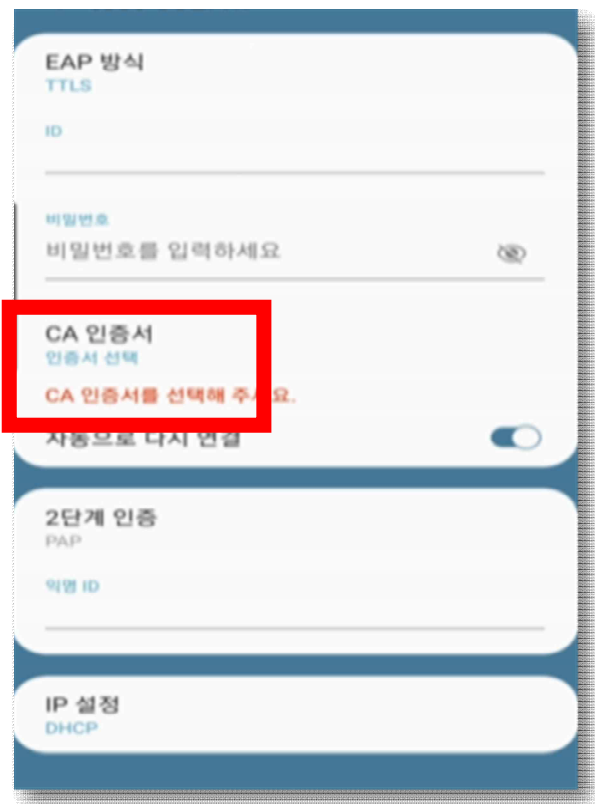 EAP 방식
TTLS
ID
비밀번호
비밀번호를 입력하세요
CA 인증서
인증서 선택
CA 인증서를 선택해 주세요.
자동으로 다시 연결
2단계 인증
PAP
익명 ID
IP 설정
DHCP